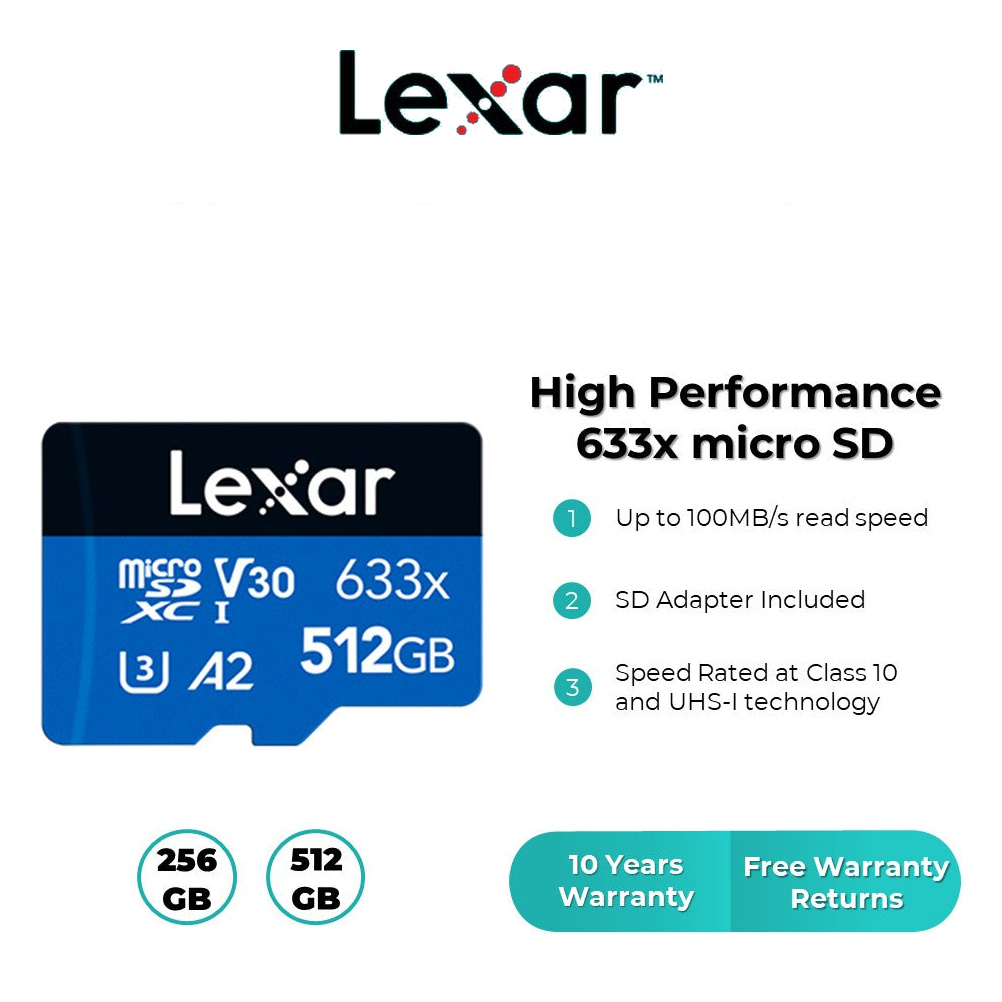 Lexar™
High Performance
633x micro SD
Lexar
micro SD XC I V30 633x
512GB
U3 A2
1 Up to 100MB/s read speed
2 SD Adapter Included
3 Speed Rated at Class 10
and UHS-I technology
256
GB
512
GB
10 Years
Warranty
Free Warranty
Returns